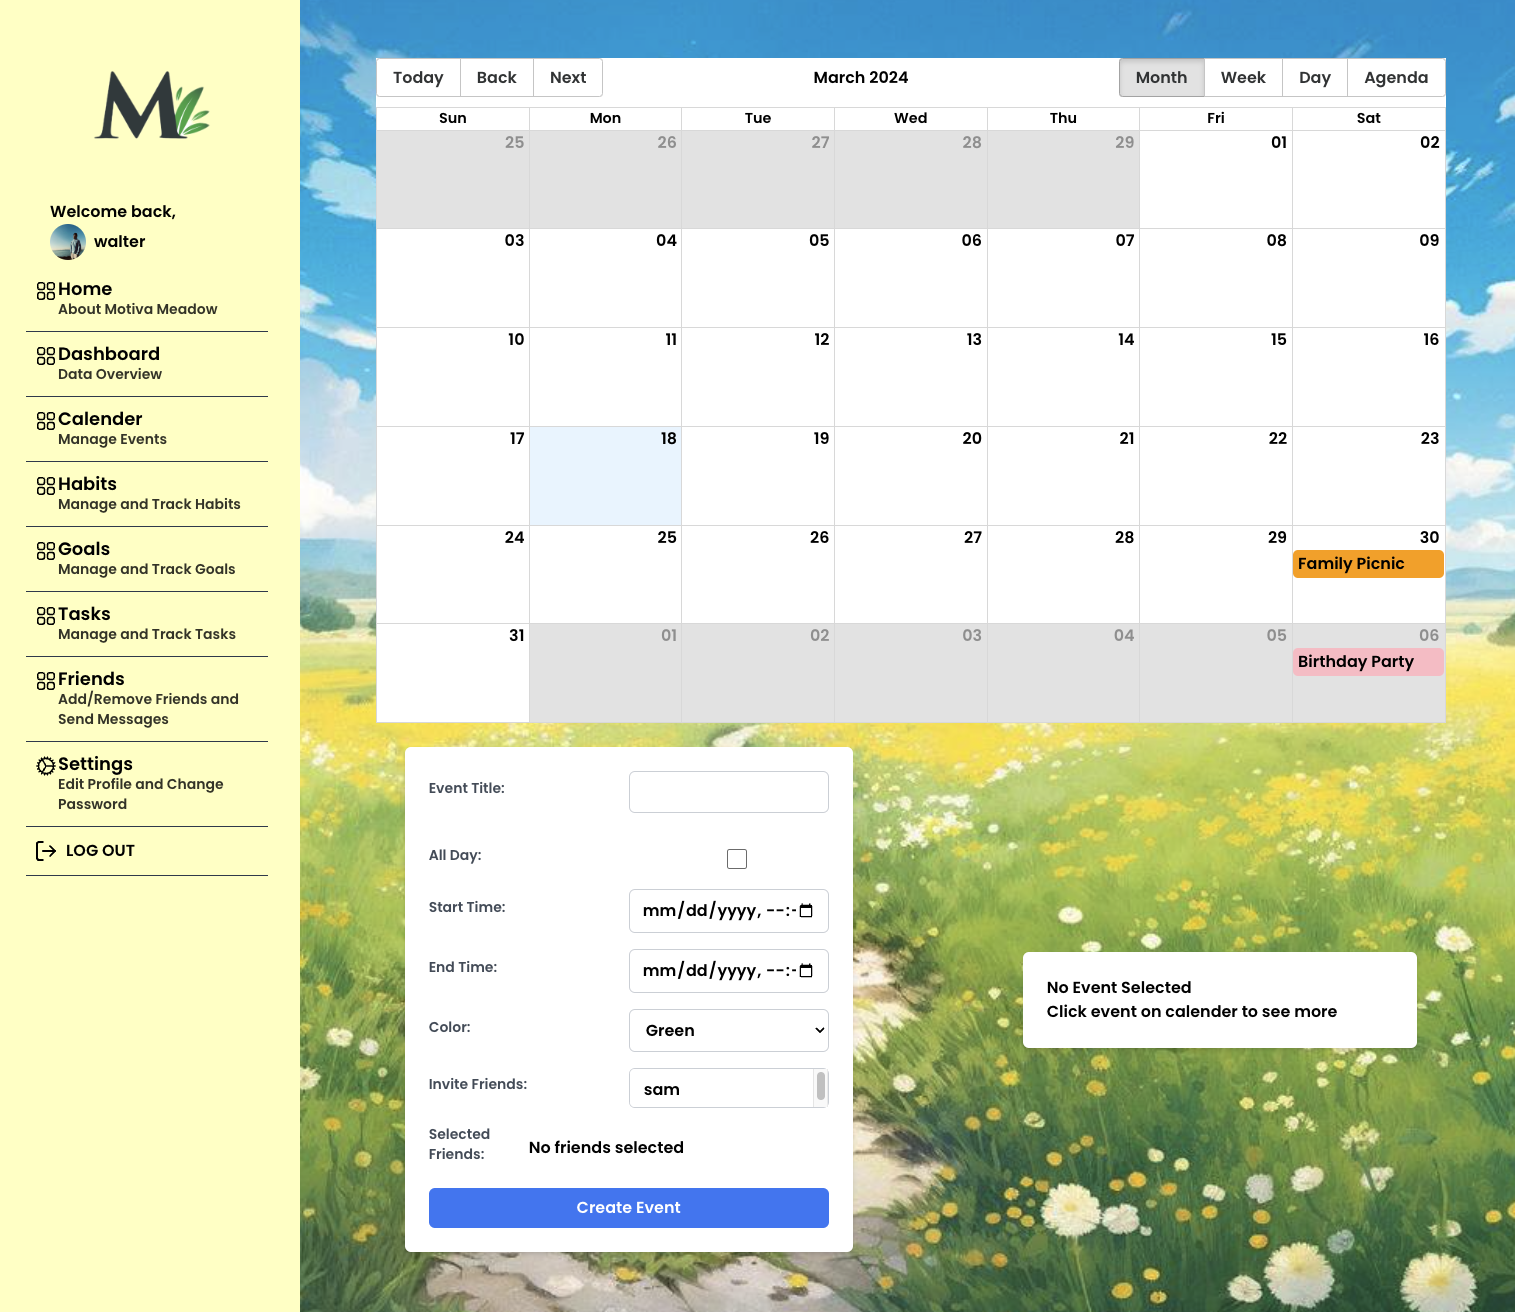 M
Welcome back,
walter
Home
About Motiva Meadow
Dashboard
Data Overview
Calender
Manage Events
Habits
Manage and Track Habits
Goals
Manage and Track Goals
Tasks
Manage and Track Tasks
Friends
Add/Remove Friends and
Send Messages
Settings
Edit Profile and Change
Password
LOG OUT
Today Back Next March 2024 Month Week Day Agenda
Sun Mon Tue Wed Thu Fri Sat
25 26 27 28 29 01 02
03 04 05 06 07 08 09
10 11 12 13 14 15 16
17 18 19 20 21 22 23
24 25 26 27 28 29 30
Family Picnic
31 01 02 03 04 05 06
Birthday Party
Event Title:
All Day:
Start Time: mm/dd/yyyy, --:-
End Time: mm/dd/yyyy, --:-
Color: Green
Invite Friends: sam
Selected
Friends:
No friends selected
Create Event
No Event Selected
Click event on calender to see more